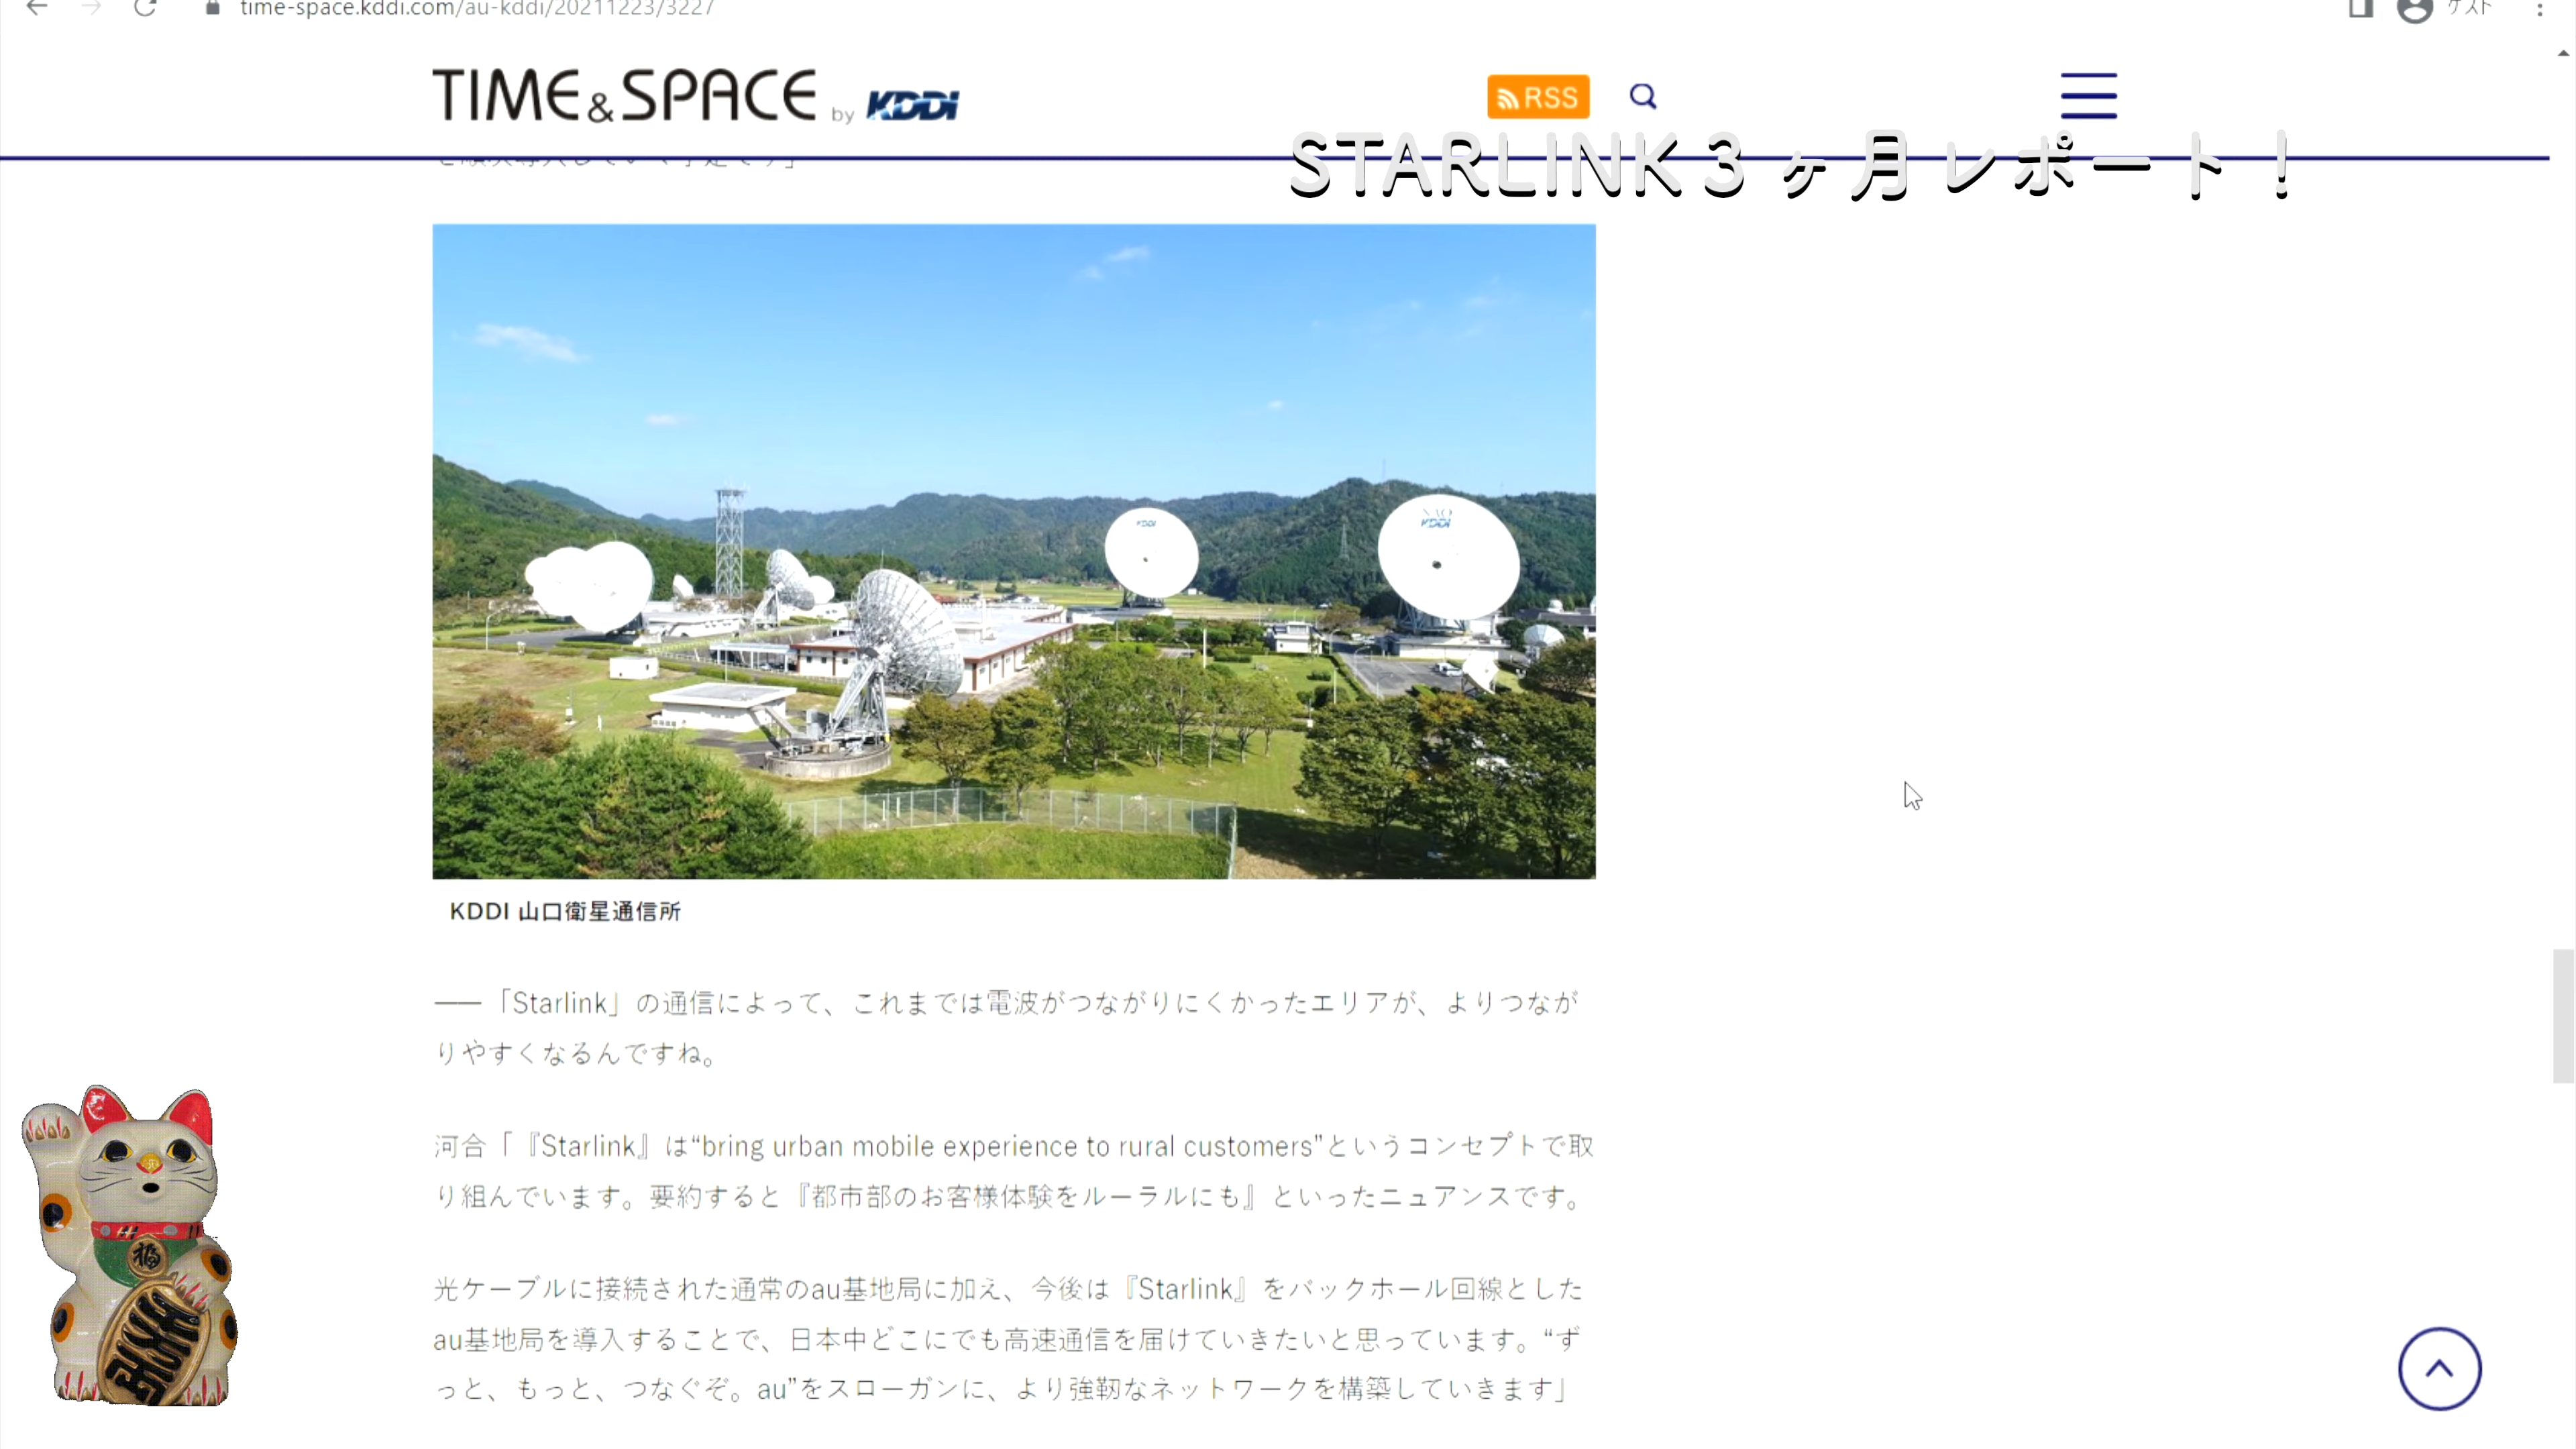 time-space.kddi.com/au-kddi/20211223/3227
ゲスト
TIME&SPACE by KDDI
RSS
STARLINK３ヶ月レポート！
KDDI
KDDI
KDDI 山口衛星通信所
――「Starlink」の通信によって、これまでは電波がつながりにくかったエリアが、よりつなが
りやすくなるんですね。
河合「『Starlink』は“bring urban mobile experience to rural customers”というコンセプトで取
り組んでいます。要約すると『都市部のお客様体験をルーラルにも』といったニュアンスです。
光ケーブルに接続された通常のau基地局に加え、今後は『Starlink』をバックホール回線とした
au基地局を導入することで、日本中どこにでも高速通信を届けていきたいと思っています。“ず
っと、もっと、つなぐぞ。au”をスローガンに、より強靭なネットワークを構築していきます」
福